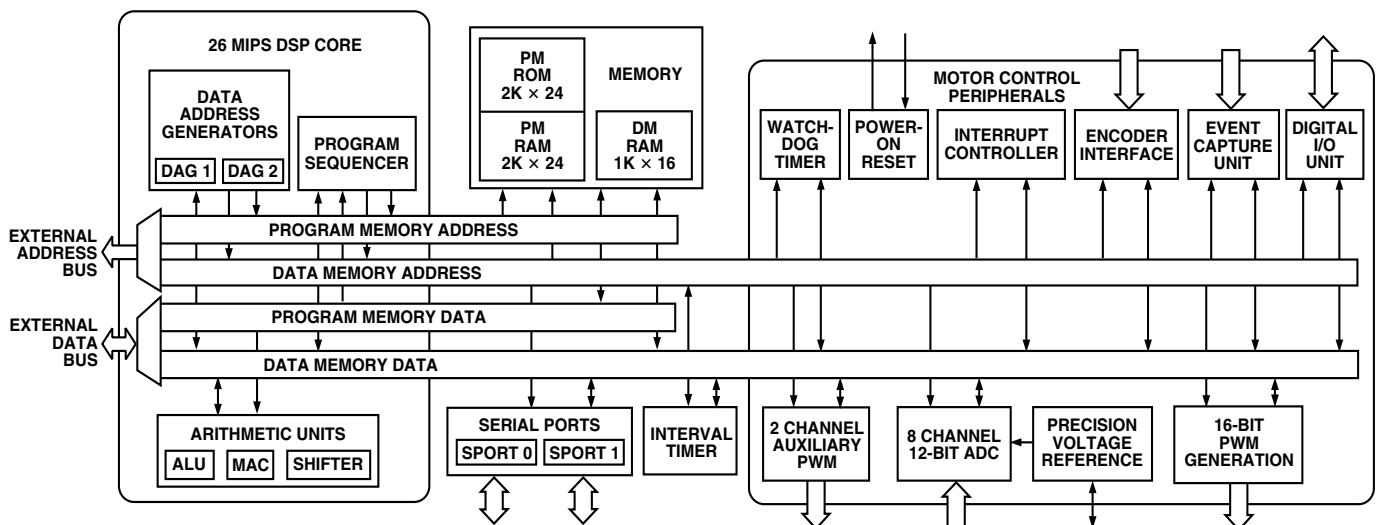 26 MIPS DSP CORE
DATA
ADDRESS
GENERATORS
DAG 1
DAG 2
PROGRAM
SEQUENCER
PM
ROM
2K × 24
MEMORY
PM
RAM
2K × 24
DM
RAM
1K × 16
MOTOR CONTROL
PERIPHERALS
WATCH-
DOG
TIMER
POWER-
ON
RESET
INTERRUPT
CONTROLLER
ENCODER
INTERFACE
EVENT
CAPTURE
UNIT
DIGITAL
I/O
UNIT
EXTERNAL
ADDRESS
BUS
PROGRAM MEMORY ADDRESS
DATA MEMORY ADDRESS
EXTERNAL
DATA
BUS
PROGRAM MEMORY DATA
DATA MEMORY DATA
ARITHMETIC UNITS
ALU
MAC
SHIFTER
SERIAL PORTS
SPORT 0
SPORT 1
INTERVAL
TIMER
2 CHANNEL
AUXILIARY
PWM
8 CHANNEL
12-BIT ADC
PRECISION
VOLTAGE
REFERENCE
16-BIT
PWM
GENERATION